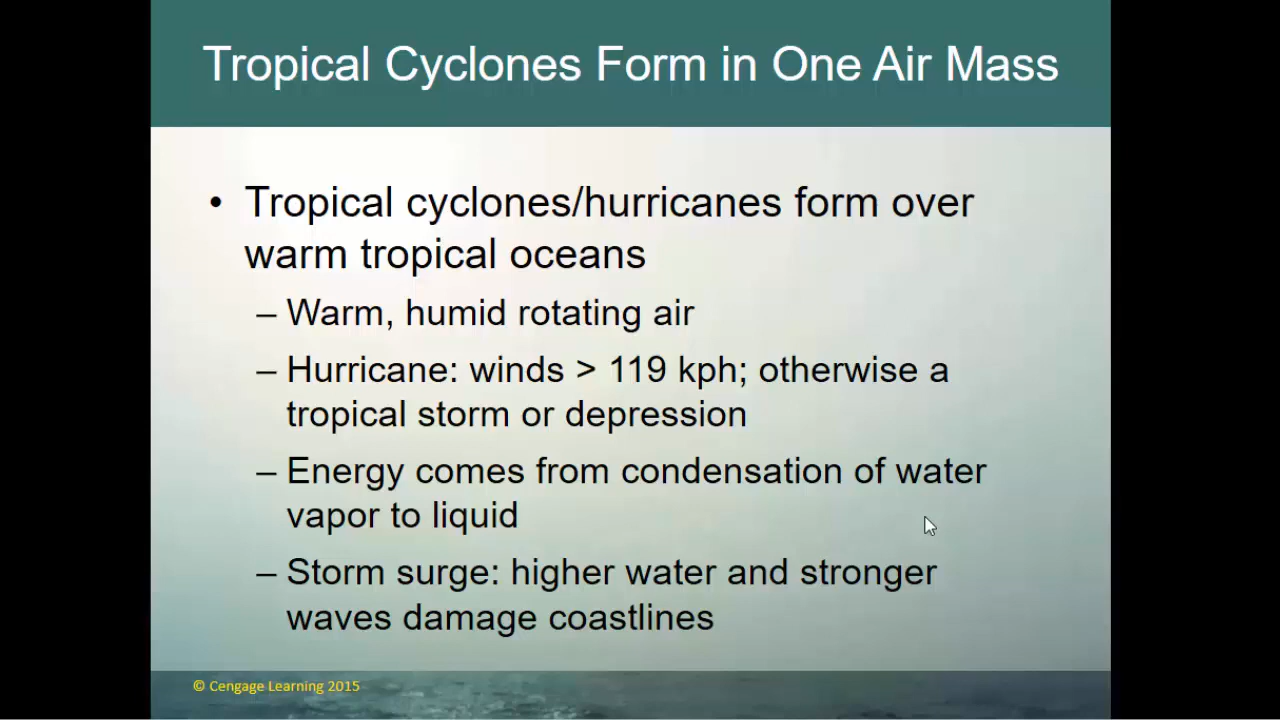 Tropical Cyclones Form in One Air Mass
• Tropical cyclones/hurricanes form over
warm tropical oceans
– Warm, humid rotating air
– Hurricane: winds > 119 kph; otherwise a
tropical storm or depression
– Energy comes from condensation of water
vapor to liquid
– Storm surge: higher water and stronger
waves damage coastlines
© Cengage Learning 2015